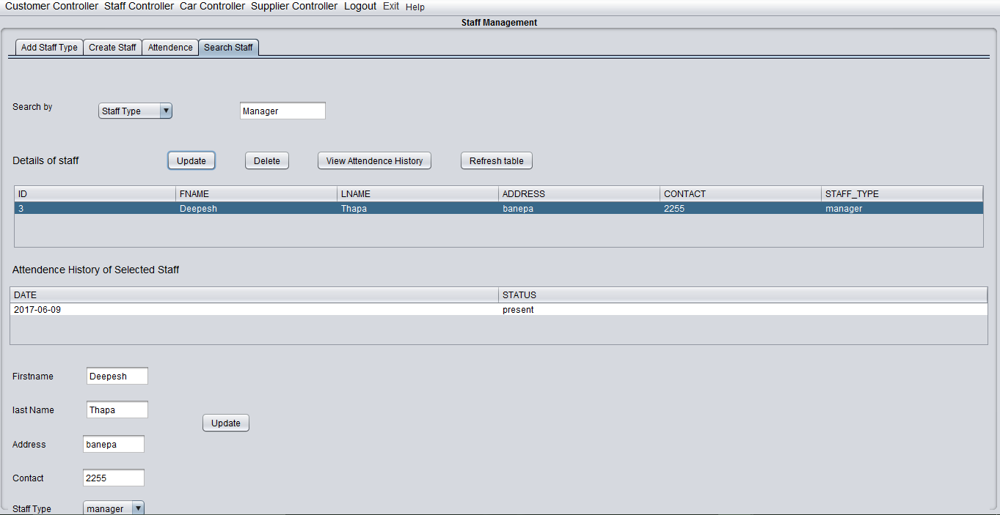 Customer Controller Staff Controller Car Controller Supplier Controller Logout Exit Help
Staff Management
Add Staff Type Create Staff Attendence Search Staff
Search by Staff Type Manager
Details of staff Update Delete View Attendence History Refresh table
ID FNAME LNAME ADDRESS CONTACT STAFF_TYPE
3 Deepesh Thapa banepa 2255 manager
Attendence History of Selected Staff
DATE STATUS
2017-06-09 present
Firstname Deepesh
last Name Thapa
Update
Address banepa
Contact 2255
Staff Type manager